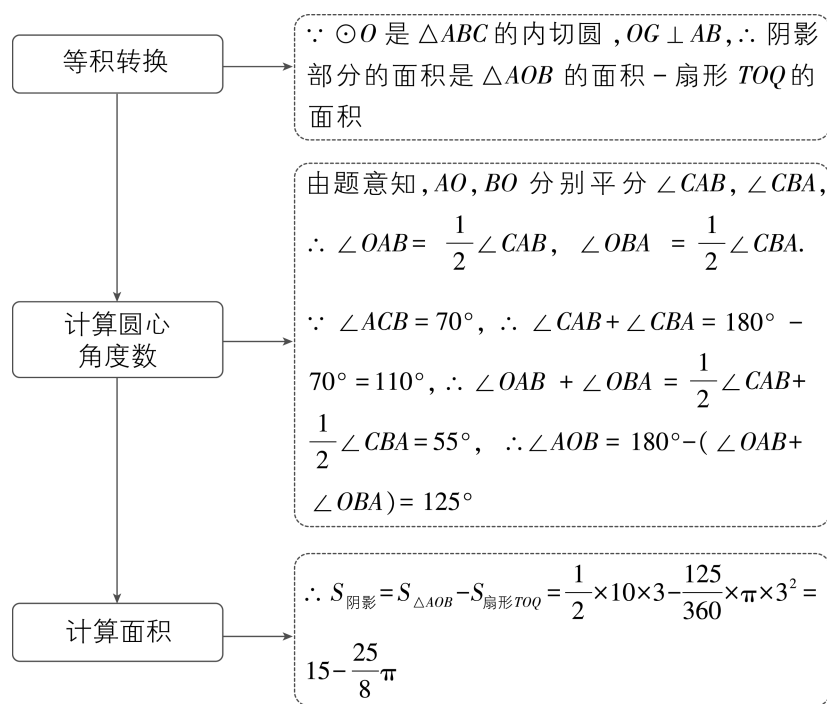 等积转换
∵ ⊙O 是 △ABC 的内切圆 ,OG⊥AB,∴ 阴影
部分的面积是 △AOB 的面积 − 扇形 TOQ 的
面积
计算圆心
角度数
由题意知,AO,BO 分别平分 ∠CAB,∠CBA,
∴ ∠OAB= 1/2∠CAB, ∠OBA = 1/2∠CBA.
∵ ∠ACB=70°, ∴ ∠CAB+∠CBA=180° −
70°=110°,∴ ∠OAB +∠OBA = 1/2∠CAB+
1/2∠CBA=55°, ∴∠AOB = 180°−(∠OAB+
∠OBA)=125°
计算面积
∴ S阴影=S△AOB−S扇形TOQ=1/2×10×3−125/360×π×3²=
15−25/8π